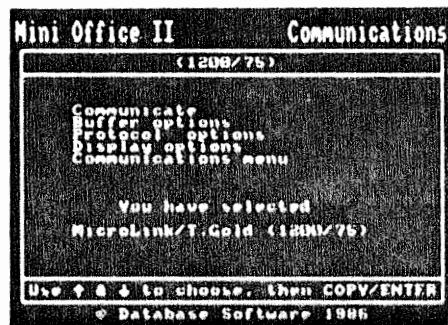 Mini Office II Communications
(1200/75)
Communicate
Buffer options
Protocol options
Display options
Communications menu
You have selected
MicroLink/T.Gold (1200/75)
Use ↑ & ↓ to choose, then COPY/ENTER
© Database Software 1986